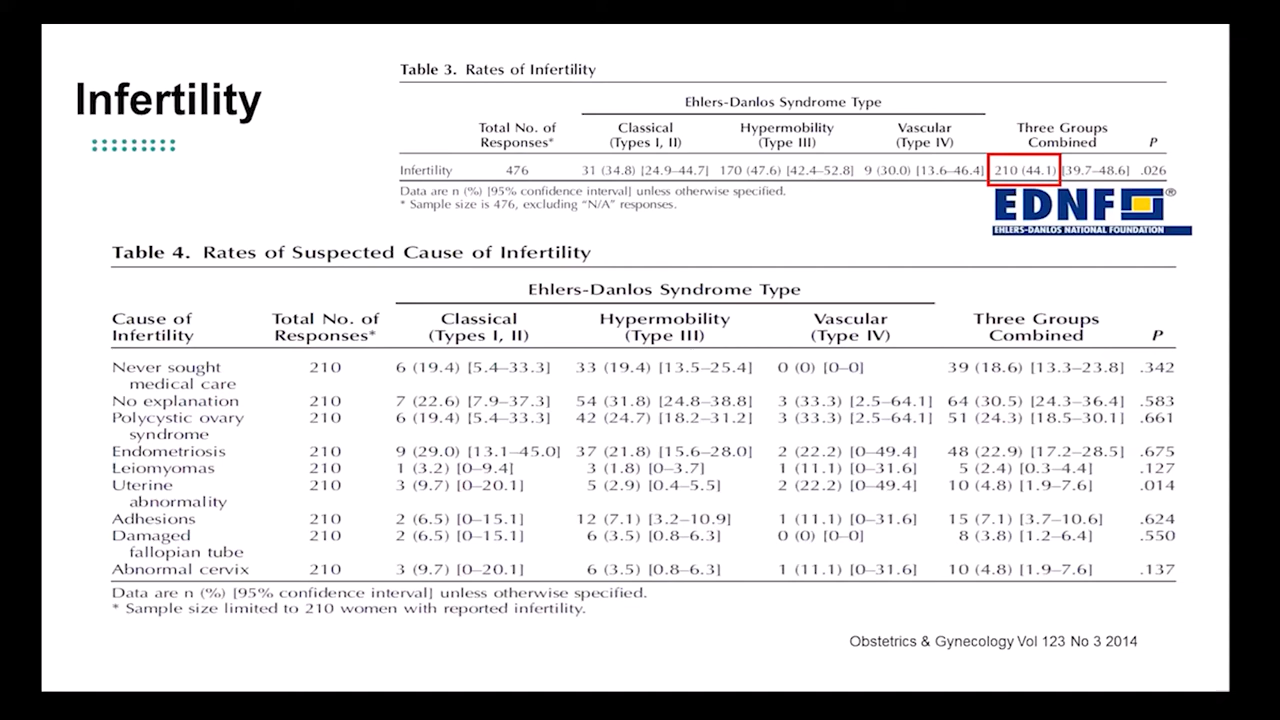 Infertility
Table 3. Rates of Infertility
Ehlers-Danlos Syndrome Type
Total No. of Responses* Classical (Types I, II) Hypermobility (Type III) Vascular (Type IV) Three Groups Combined P
Infertility 476 31 (34.8) [24.9–44.7] 170 (47.6) [42.4–52.8] 9 (30.0) [13.6–46.4] 210 (44.1) [39.7–48.6] .026
Data are n (%) [95% confidence interval] unless otherwise specified.
* Sample size is 476, excluding “N/A” responses.
EDNF®
EHLERS-DANLOS NATIONAL FOUNDATION
Table 4. Rates of Suspected Cause of Infertility
Ehlers-Danlos Syndrome Type
Cause of Infertility Total No. of Responses* Classical (Types I, II) Hypermobility (Type III) Vascular (Type IV) Three Groups Combined P
Never sought medical care 210 6 (19.4) [5.4–33.3] 33 (19.4) [13.5–25.4] 0 (0) [0–0] 39 (18.6) [13.3–23.8] .342
No explanation 210 7 (22.6) [7.9–37.3] 54 (31.8) [24.8–38.8] 3 (33.3) [2.5–64.1] 64 (30.5) [24.3–36.4] .583
Polycystic ovary syndrome 210 6 (19.4) [5.4–33.3] 42 (24.7) [18.2–31.2] 3 (33.3) [2.5–64.1] 51 (24.3) [18.5–30.1] .661
Endometriosis 210 9 (29.0) [13.1–45.0] 37 (21.8) [15.6–28.0] 2 (22.2) [0–49.4] 48 (22.9) [17.2–28.5] .675
Leiomyomas 210 1 (3.2) [0–9.4] 3 (1.8) [0–3.7] 1 (11.1) [0–31.6] 5 (2.4) [0.3–4.4] .127
Uterine abnormality 210 3 (9.7) [0–20.1] 5 (2.9) [0.4–5.5] 2 (22.2) [0–49.4] 10 (4.8) [1.9–7.6] .014
Adhesions 210 2 (6.5) [0–15.1] 12 (7.1) [3.2–10.9] 1 (11.1) [0–31.6] 15 (7.1) [3.7–10.6] .624
Damaged fallopian tube 210 2 (6.5) [0–15.1] 6 (3.5) [0.8–6.3] 0 (0) [0–0] 8 (3.8) [1.2–6.4] .550
Abnormal cervix 210 3 (9.7) [0–20.1] 6 (3.5) [0.8–6.3] 1 (11.1) [0–31.6] 10 (4.8) [1.9–7.6] .137
Data are n (%) [95% confidence interval] unless otherwise specified.
* Sample size limited to 210 women with reported infertility.
Obstetrics & Gynecology Vol 123 No 3 2014